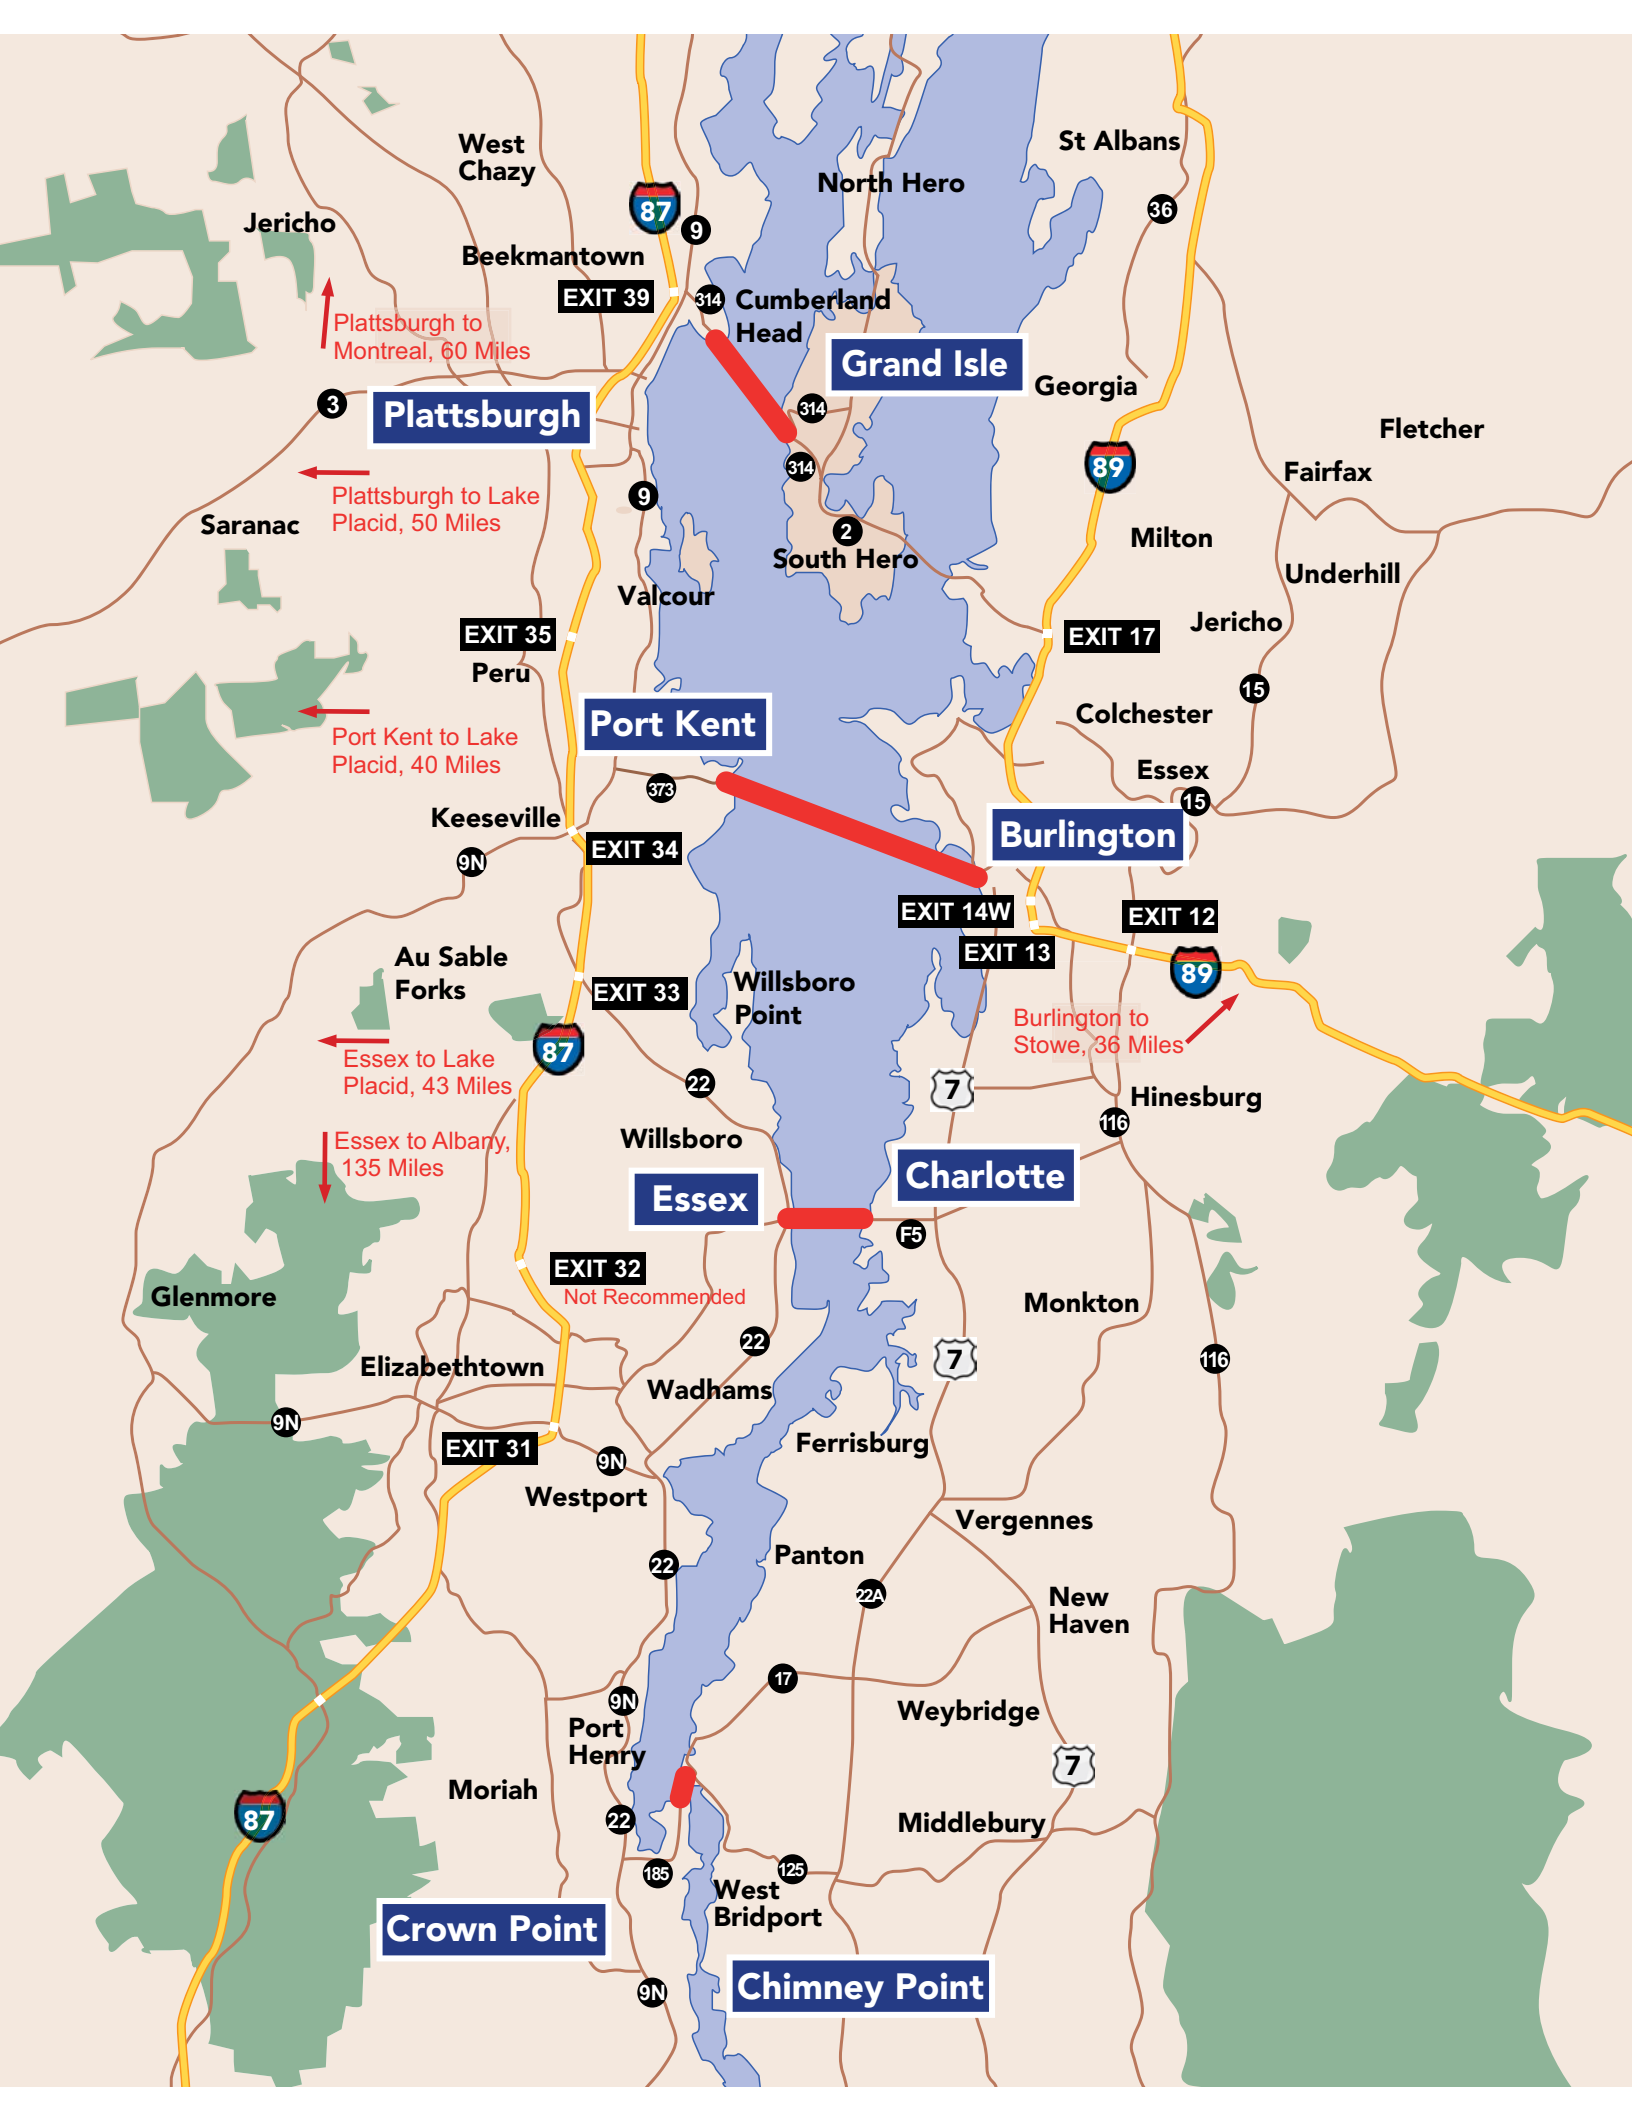 West
Chazy
St Albans
North Hero
87
36
Jericho
9
Beekmantown
EXIT 39
314
Cumberland
Head
Plattsburgh to
Montreal, 60 Miles
Grand Isle
Georgia
3
Plattsburgh
314
Fletcher
89
314
Fairfax
Plattsburgh to Lake
Placid, 50 Miles
9
Saranac
2
Milton
South Hero
Underhill
Valcour
Jericho
EXIT 35
EXIT 17
Peru
15
Port Kent
Colchester
Port Kent to Lake
Placid, 40 Miles
Essex
373
15
Keeseville
Burlington
EXIT 34
9N
EXIT 14W
EXIT 12
EXIT 13
Au Sable
Forks
89
Willsboro
Point
EXIT 33
Burlington to
Stowe, 36 Miles
87
Essex to Lake
Placid, 43 Miles
22
7
Hinesburg
116
Willsboro
Essex to Albany,
135 Miles
Charlotte
Essex
F5
EXIT 32
Not Recommended
Glenmore
Monkton
22
7
116
Elizabethtown
Wadhams
9N
EXIT 31
Ferrisburg
9N
Westport
Vergennes
Panton
22
22A
New
Haven
17
9N
Weybridge
Port
Henry
7
Moriah
87
22
Middlebury
185
125
West
Bridport
Crown Point
Chimney Point
9N